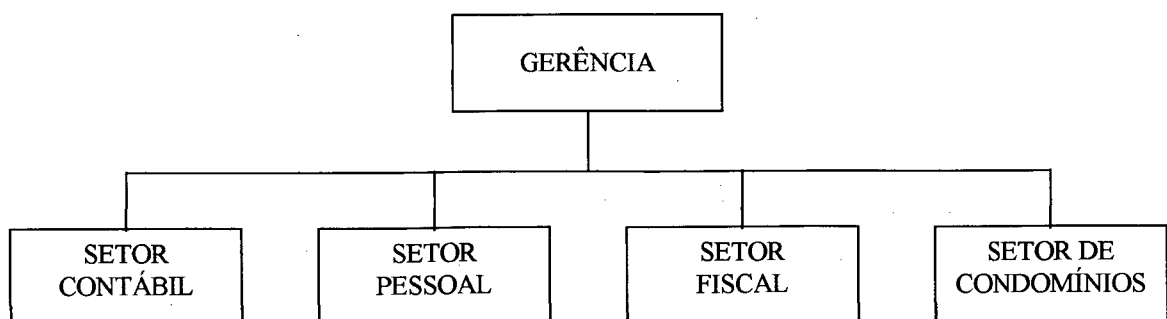 GERÊNCIA
SETOR
CONTÁBIL
SETOR
PESSOAL
SETOR
FISCAL
SETOR DE
CONDOMÍNIOS